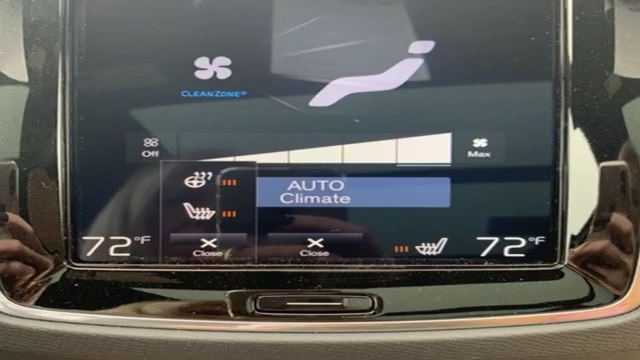 CLEANZONE®
Off
Max
AUTO
Climate
72°F
Close
Close
72°F